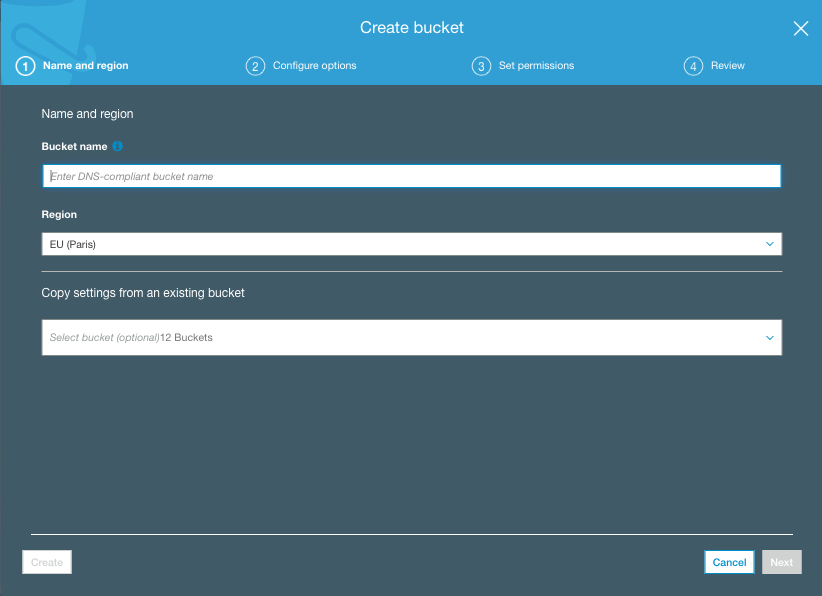 Create bucket
1 Name and region
2 Configure options
3 Set permissions
4 Review
Name and region
Bucket name
Enter DNS-compliant bucket name
Region
EU (Paris)
Copy settings from an existing bucket
Select bucket (optional)12 Buckets
Create
Cancel
Next